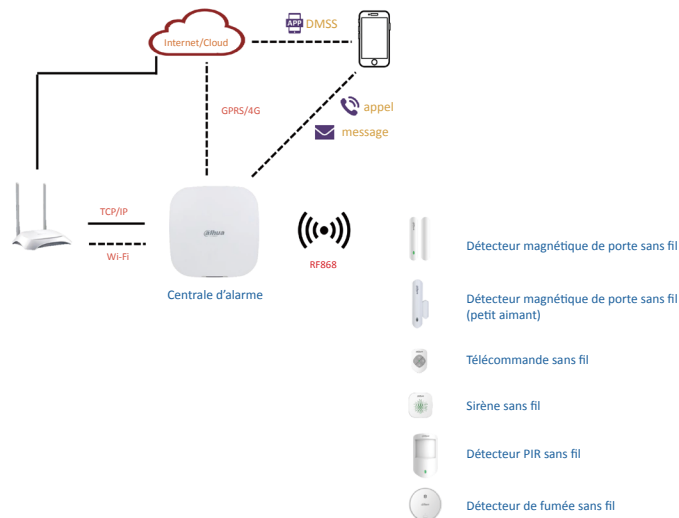 APP DMSS
Internet/Cloud
GPRS/4G
appel
message
TCP/IP
Wi-Fi
alhua
RF868
Centrale d'alarme
Détecteur magnétique de porte sans fil
Détecteur magnétique de porte sans fil
(petit aimant)
Télécommande sans fil
Sirène sans fil
Détecteur PIR sans fil
Détecteur de fumée sans fil